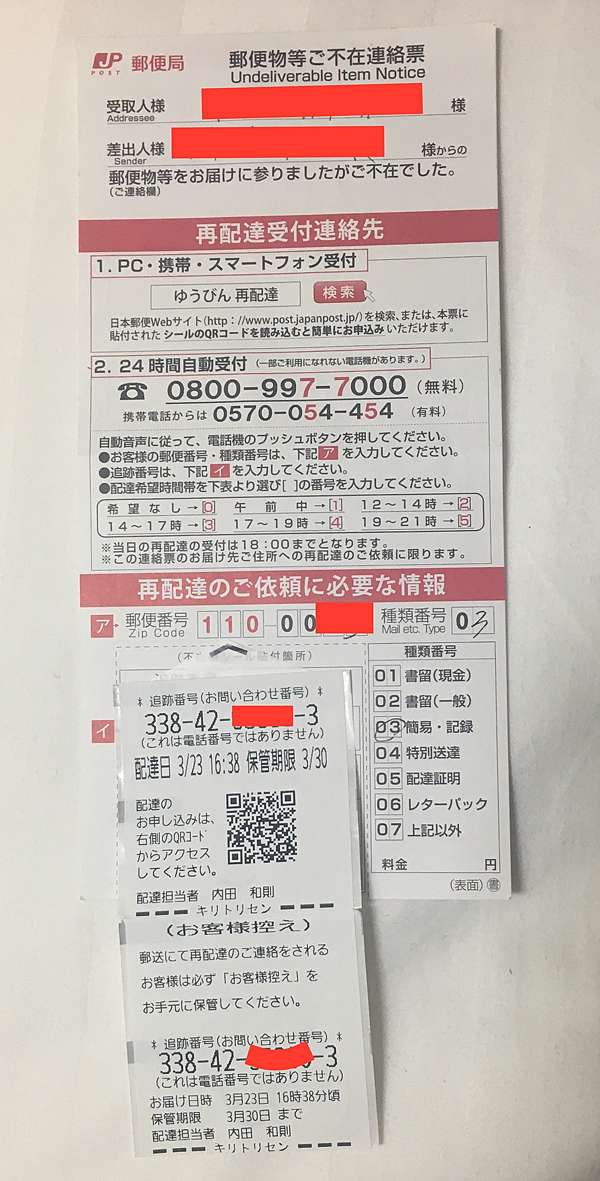 JP
POST
郵便局
郵便物等ご不在連絡票
Undeliverable Item Notice
受取人様
Addressee
様
差出人様
Sender
様からの
郵便物等をお届けに参りましたがご不在でした。
(ご連絡欄)
再配達受付連絡先
1. PC・携帯・スマートフォン受付
ゆうびん 再配達
検索
日本郵便Webサイト(http：//www.post.japanpost.jp/)を検索、または、本票に
貼付された シールのQRコードを読み込むと簡単にお申込み いただけます。
2. 24時間自動受付 (一部ご利用になれない電話機があります。)
☎ 0800-997-7000 (無料)
携帯電話からは 0570-054-454 (有料)
自動音声に従って、電話機のプッシュボタンを押してください。
●お客様の郵便番号・種類番号は、下記 ア を入力してください。
●追跡番号は、下記 イ を入力してください。
●配達希望時間帯を下表より選び[ ]の番号を入力してください。
希望なし→[0] 午前中→[1] 12～14時→[2]
14～17時→[3] 17～19時→[4] 19～21時→[5]
※当日の再配達の受付は18：00までとなります。
※この連絡票のお届け先ご住所への再配達のご依頼に限ります。
再配達のご依頼に必要な情報
ア 郵便番号 110-00
Zip Code
種類番号 03
Mail etc. Type
種類番号
01 書留(現金)
02 書留(一般)
03 簡易・記録
04 特別送達
05 配達証明
06 レターパック
07 上記以外
料金 円
(表面) 書
イ
* 追跡番号(お問い合わせ番号) *
338-42- -3
(これは電話番号ではありません)
配達日 3/23 16:38 保管期限 3/30
配達の
お申し込みは、
右側のQRコード
からアクセス
してください。
配達担当者 内田 和則
キリトリセン
(お客様控え)
郵送にて再配達のご連絡をされる
お客様は必ず「お客様控え」を
お手元に保管してください。
* 追跡番号(お問い合わせ番号) *
338-42- -3
(これは電話番号ではありません)
お届け日時 3月23日 16時38分頃
保管期限 3月30日 まで
配達担当者 内田 和則
キリトリセン